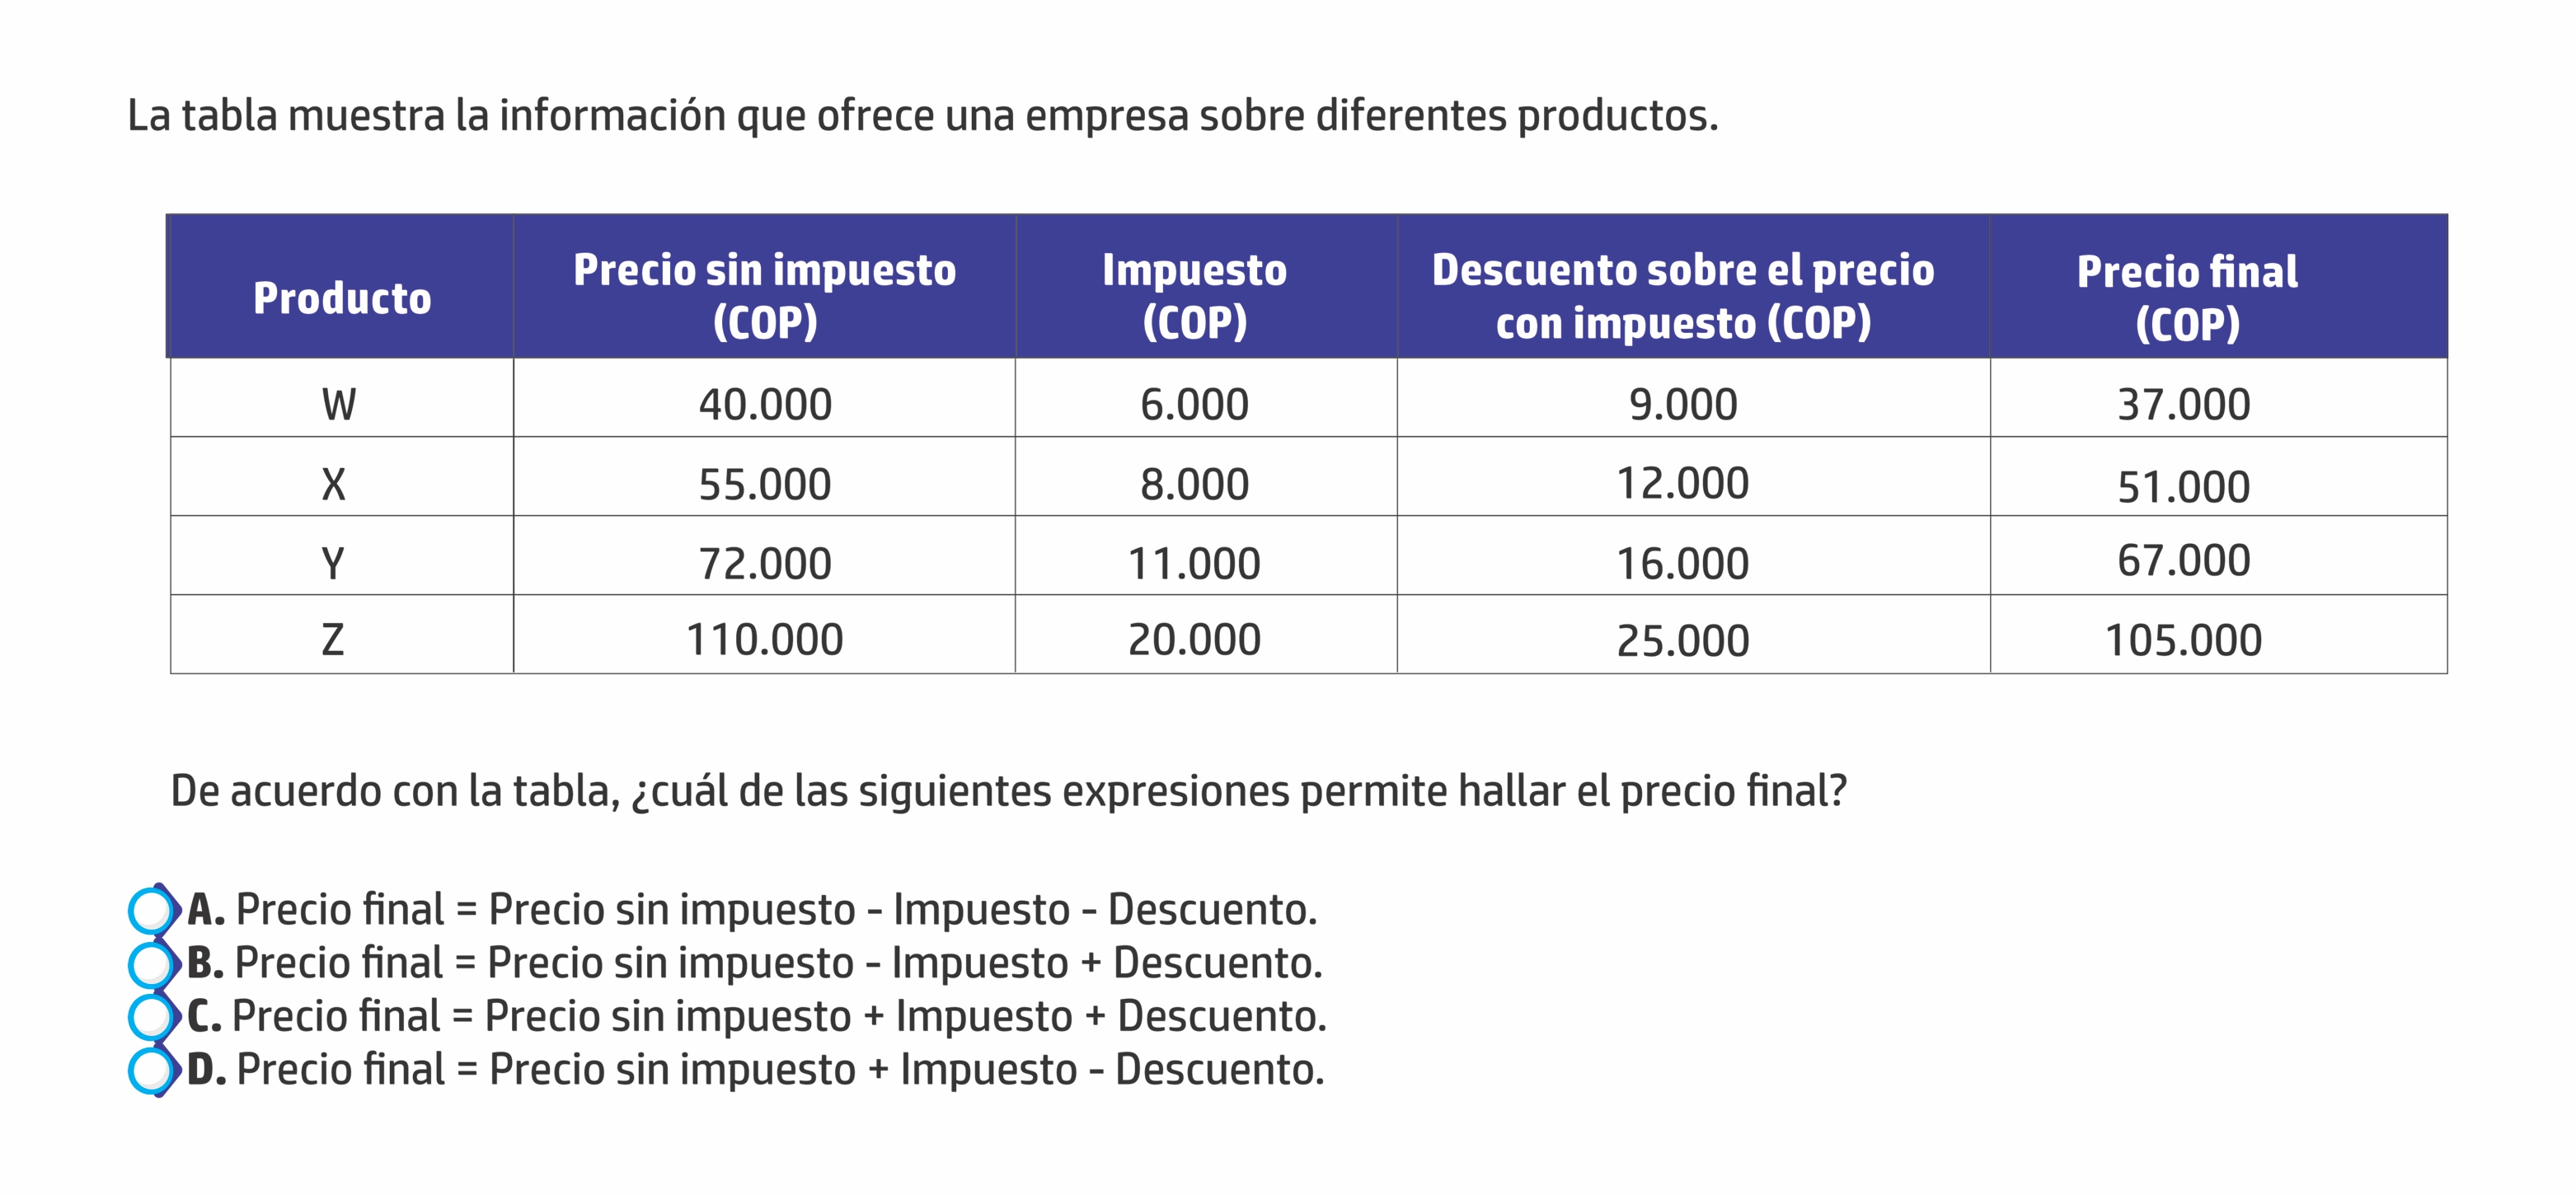 La tabla muestra la información que ofrece una empresa sobre diferentes productos.
Producto Precio sin impuesto (COP) Impuesto (COP) Descuento sobre el precio con impuesto (COP) Precio final (COP)
W 40.000 6.000 9.000 37.000
X 55.000 8.000 12.000 51.000
Y 72.000 11.000 16.000 67.000
Z 110.000 20.000 25.000 105.000
De acuerdo con la tabla, ¿cuál de las siguientes expresiones permite hallar el precio final?
A. Precio final = Precio sin impuesto - Impuesto - Descuento.
B. Precio final = Precio sin impuesto - Impuesto + Descuento.
C. Precio final = Precio sin impuesto + Impuesto + Descuento.
D. Precio final = Precio sin impuesto + Impuesto - Descuento.